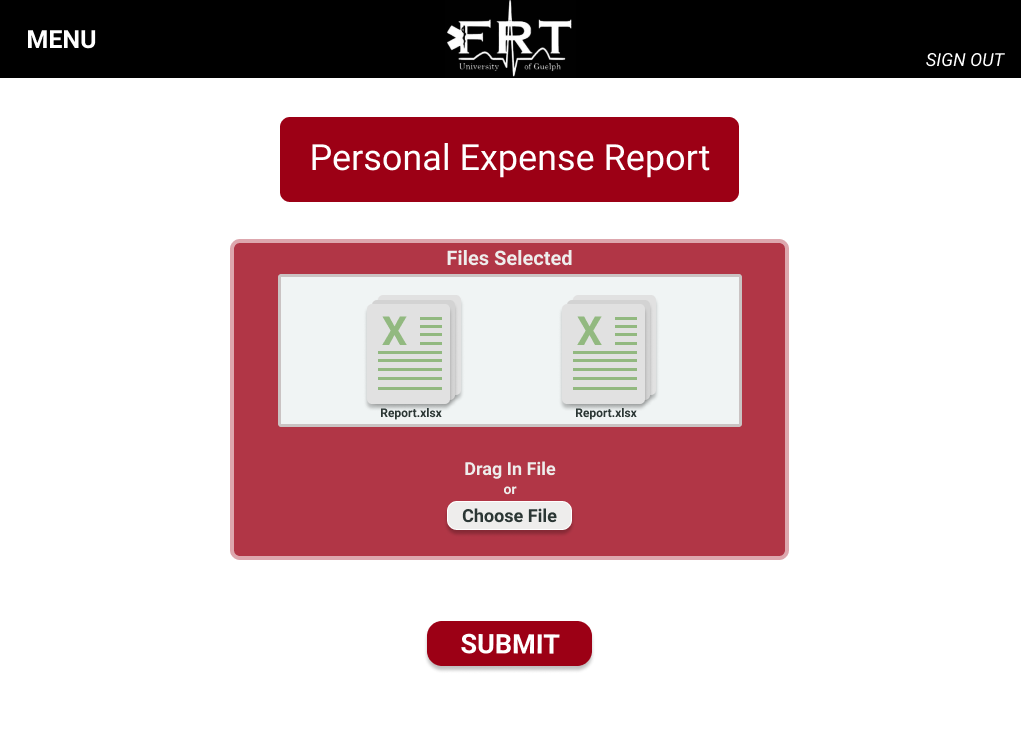 MENU
FRT
University of Guelph
SIGN OUT
Personal Expense Report
Files Selected
X
X
Report.xlsx
Report.xlsx
Drag In File
or
Choose File
SUBMIT